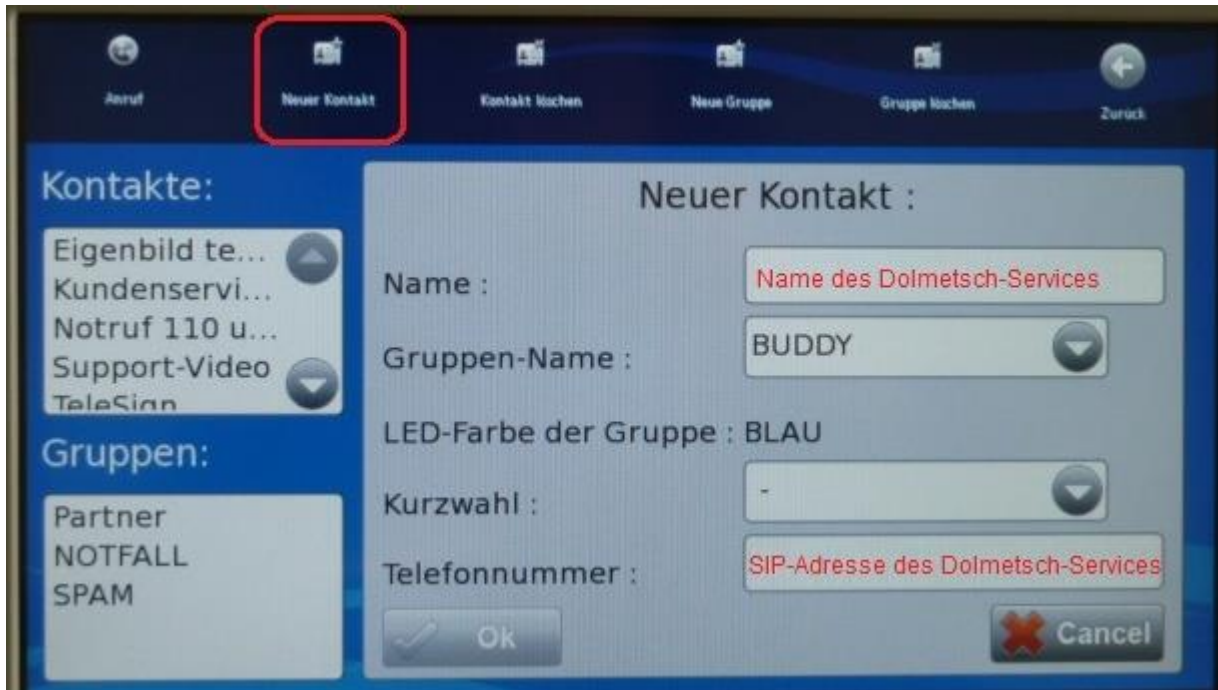 Anruf
Neuer Kontakt
Kontakt löschen
Neue Gruppe
Gruppe löschen
Zurück
Kontakte:
Eigenbild te...
Kundenservi...
Notruf 110 u...
Support-Video
TeleSign
Gruppen:
Partner
NOTFALL
SPAM
Neuer Kontakt :
Name :
Name des Dolmetsch-Services
Gruppen-Name :
BUDDY
LED-Farbe der Gruppe : BLAU
Kurzwahl :
-
Telefonnummer :
SIP-Adresse des Dolmetsch-Services
Ok
Cancel